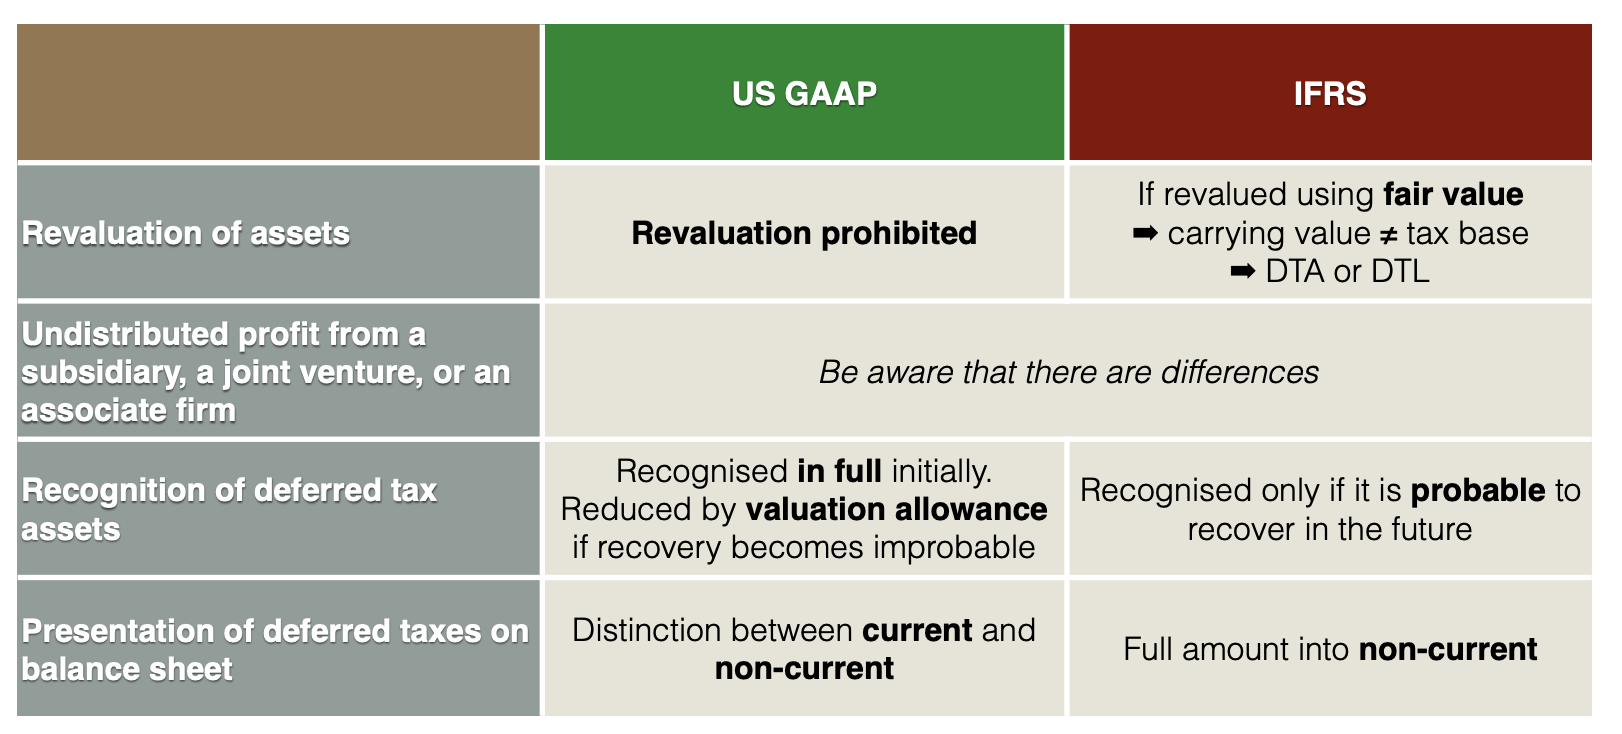 US GAAP
IFRS
Revaluation of assets
Revaluation prohibited
If revalued using fair value
➡ carrying value ≠ tax base
➡ DTA or DTL
Undistributed profit from a
subsidiary, a joint venture, or an
associate firm
Be aware that there are differences
Recognition of deferred tax
assets
Recognised in full initially.
Reduced by valuation allowance
if recovery becomes improbable
Recognised only if it is probable to
recover in the future
Presentation of deferred taxes on
balance sheet
Distinction between current and
non-current
Full amount into non-current